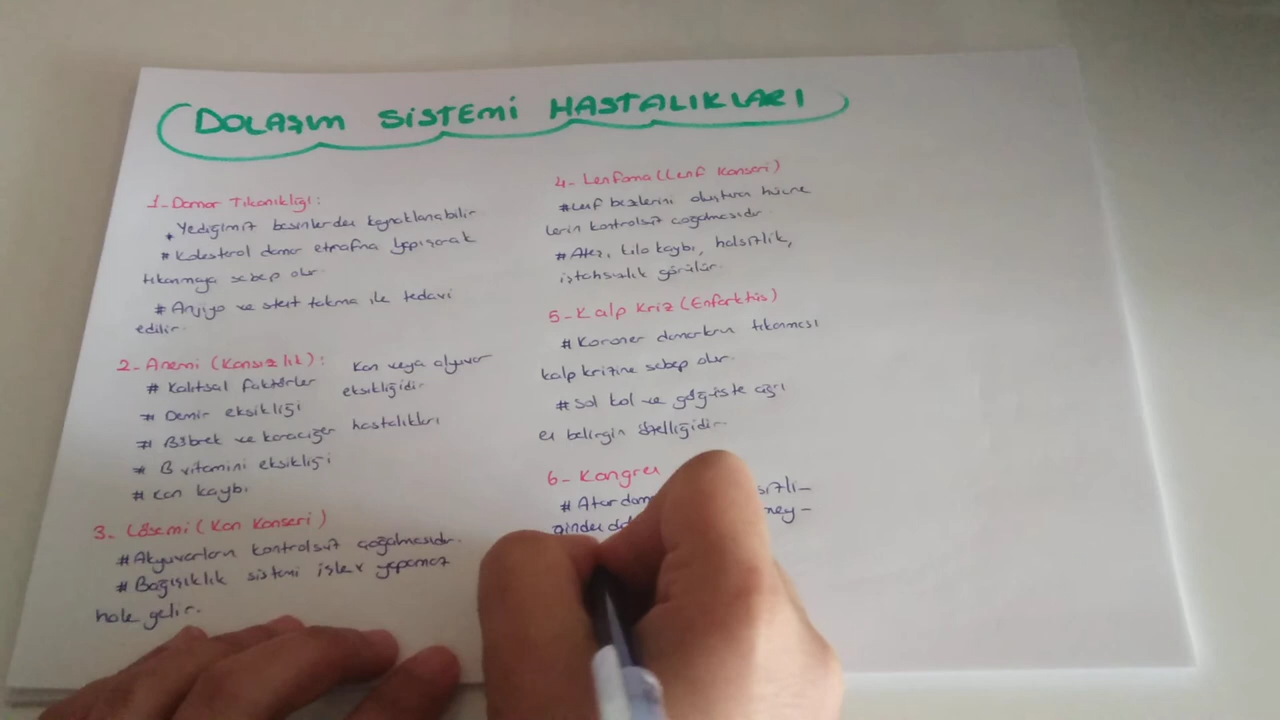 DOLAŞIM SİSTEMİ HASTALIKLARI
1- Damar Tıkanıklığı:
* Yediğimiz besinlerden kaynaklanabilir
# Kolesterol damar etrafına yapışarak
tıkanmaya sebep olur.
# Anjiyo ve stent takma ile tedavi
edilir.
2- Anemi (Kansızlık): Kan veya alyuvar
eksikliğidir
# Kalıtsal faktörler
# Demir eksikliği
# Böbrek ve karaciğer hastalıkları
# B vitamini eksikliği
# Kan kaybı
3- Lösemi (Kan Kanseri)
# Akyuvarların kontrolsüz çoğalmasıdır.
# Bağışıklık sistemi işlev yapamaz
hale gelir.
4- Lenfoma (Lenf Kanseri)
# Lenf bezlerini oluşturan hücre
lerin kontrolsüz çoğalmasıdır
# Ateş, kilo kaybı, halsizlik,
iştahsızlık görülür.
5- Kalp Kriz (Enfarktüs)
# Koroner damarların tıkanması
kalp krizine sebep olur.
# Sol kol ve göğüste ağrı
en belirgin özelliğidir.
6- Kangren
# Atar